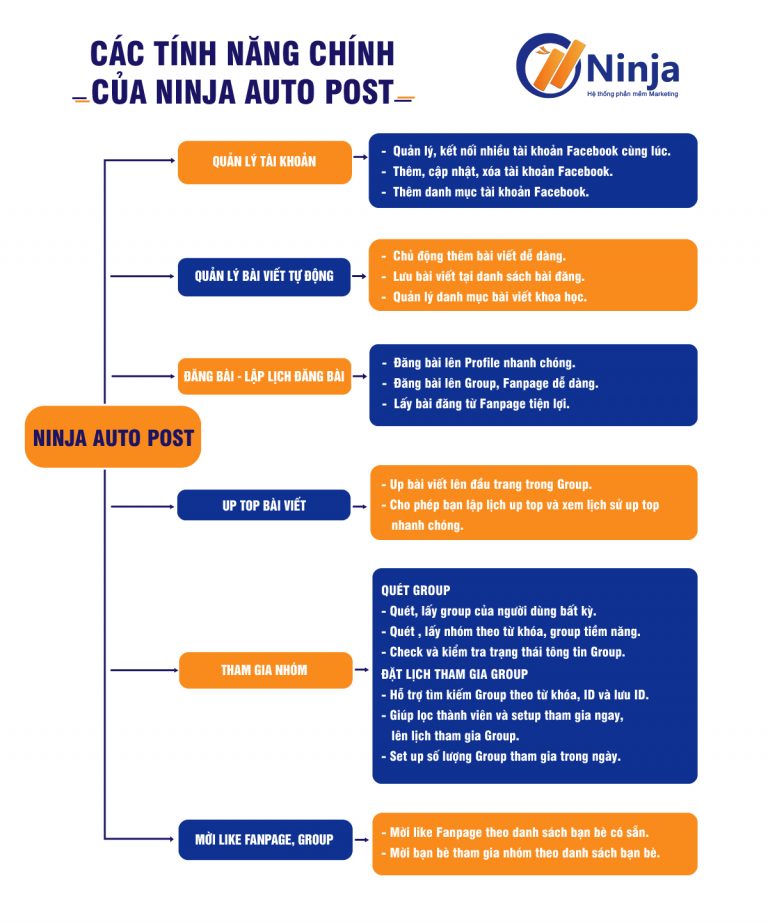 CÁC TÍNH NĂNG CHÍNH
CỦA NINJA AUTO POST
Ninja
Hệ thống phần mềm Marketing
QUẢN LÝ TÀI KHOẢN
- Quản lý, kết nối nhiều tài khoản Facebook cùng lúc.
- Thêm, cập nhật, xóa tài khoản Facebook.
- Thêm danh mục tài khoản Facebook.
QUẢN LÝ BÀI VIẾT TỰ ĐỘNG
- Chủ động thêm bài viết dễ dàng.
- Lưu bài viết tại danh sách bài đăng.
- Quản lý danh mục bài viết khoa học.
ĐĂNG BÀI - LẬP LỊCH ĐĂNG BÀI
- Đăng bài lên Profile nhanh chóng.
- Đăng bài lên Group, Fanpage dễ dàng.
- Lấy bài đăng từ Fanpage tiện lợi.
NINJA AUTO POST
UP TOP BÀI VIẾT
- Up bài viết lên đầu trang trong Group.
- Cho phép bạn lập lịch up top và xem lịch sử up top
nhanh chóng.
THAM GIA NHÓM
QUÉT GROUP
- Quét, lấy group của người dùng bất kỳ.
- Quét , lấy nhóm theo từ khóa, group tiềm năng.
- Check và kiểm tra trạng thái tông tin Group.
ĐẶT LỊCH THAM GIA GROUP
- Hỗ trợ tìm kiếm Group theo từ khóa, ID và lưu ID.
- Giúp lọc thành viên và setup tham gia ngay,
lên lịch tham gia Group.
- Set up số lượng Group tham gia trong ngày.
MỜI LIKE FANPAGE, GROUP
- Mời like Fanpage theo danh sách bạn bè có sẵn.
- Mời bạn bè tham gia nhóm theo danh sách bạn bè.